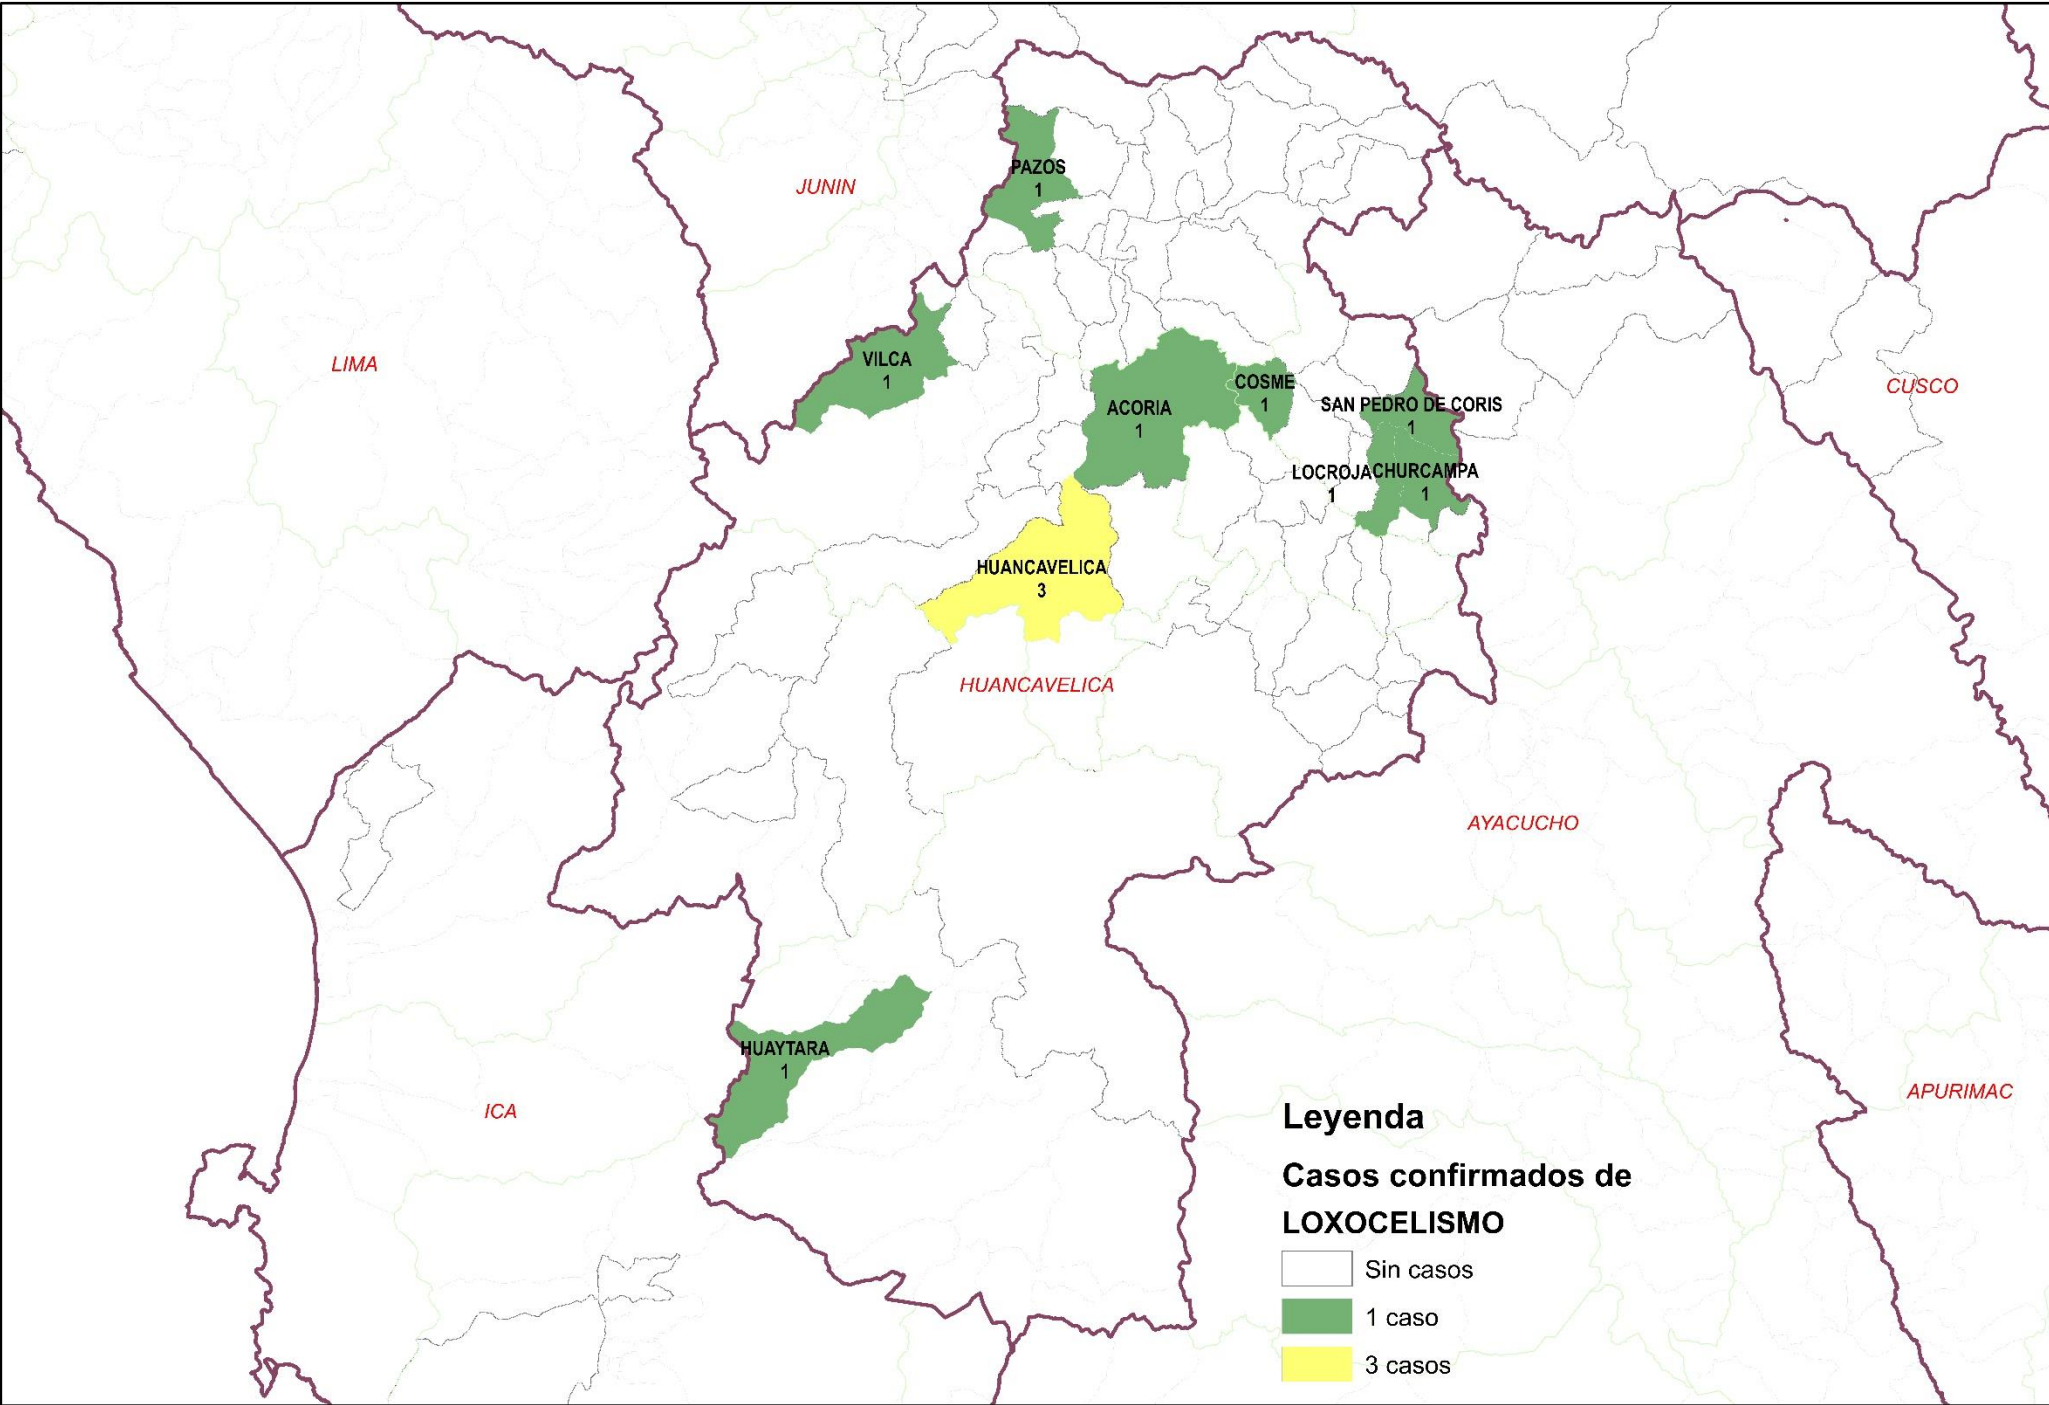 PAZOS
1
JUNIN
VILCA
1
LIMA
COSME
1
CUSCO
ACORIA
1
SAN PEDRO DE CORIS
1
LOCROJA
1
CHURCAMPA
1
HUANCAVELICA
3
HUANCAVELICA
AYACUCHO
HUAYTARA
1
ICA
APURIMAC
Leyenda
Casos confirmados de
LOXOCELISMO
Sin casos
1 caso
3 casos